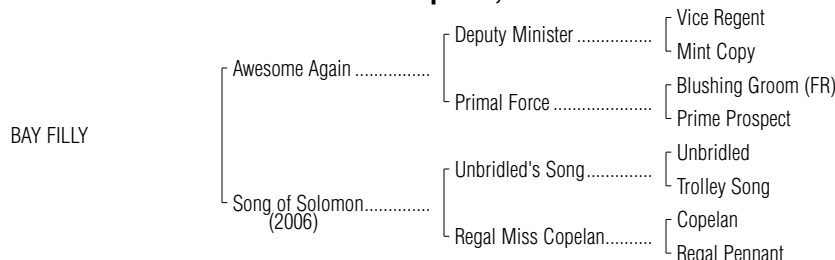 Vice Regent
Deputy Minister ...............
Mint Copy
Awesome Again ...............
Blushing Groom (FR)
Primal Force ....................
Prime Prospect
BAY FILLY
Unbridled
Unbridled's Song.............
Trolley Song
Song of Solomon.............
(2006)
Copelan
Regal Miss Copelan.........
Regal Pennant